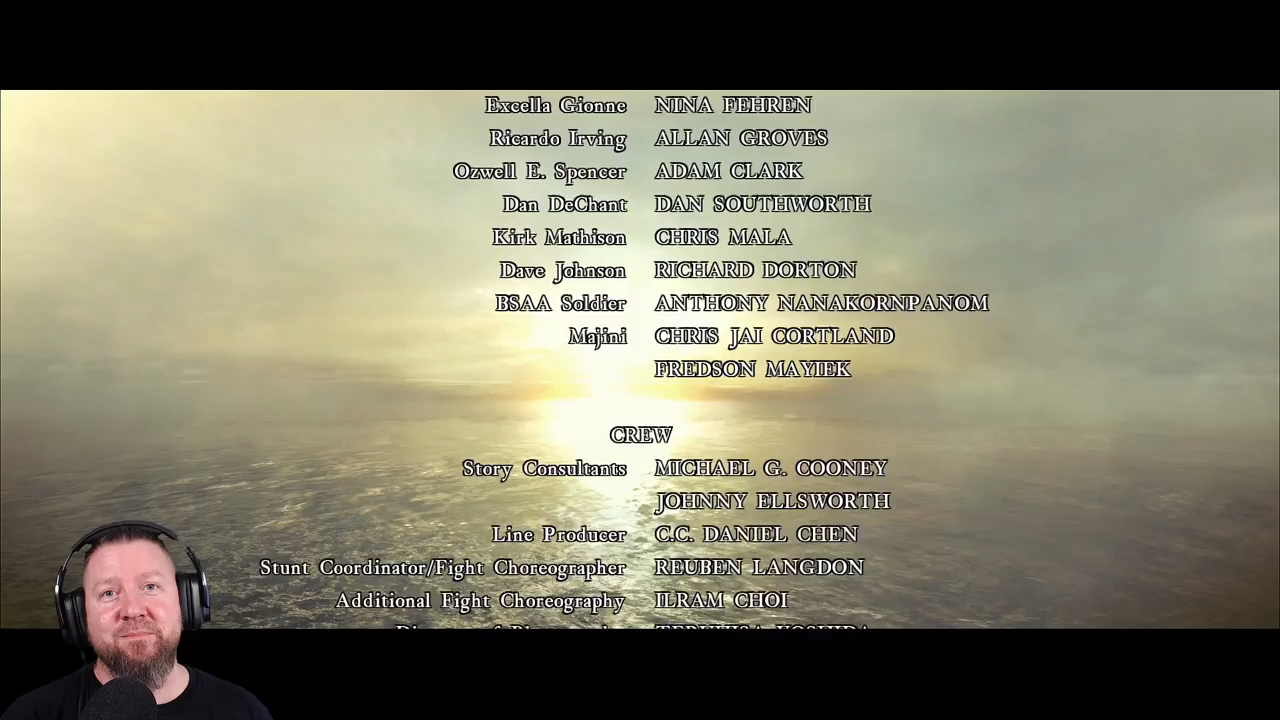 Excella Gionne NINA FEHREN
Ricardo Irving ALLAN GROVES
Ozwell E. Spencer ADAM CLARK
Dan DeChant DAN SOUTHWORTH
Kirk Mathison CHRIS MALA
Dave Johnson RICHARD DORTON
BSAA Soldier ANTHONY NANAKORNPANOM
Majini CHRIS JAI CORTLAND
FREDSON MAYIEK
CREW
Story Consultants MICHAEL G. COONEY
JOHNNY ELLSWORTH
Line Producer C.C. DANIEL CHEN
Stunt Coordinator/Fight Choreographer REUBEN LANGDON
Additional Fight Choreography ILRAM CHOI